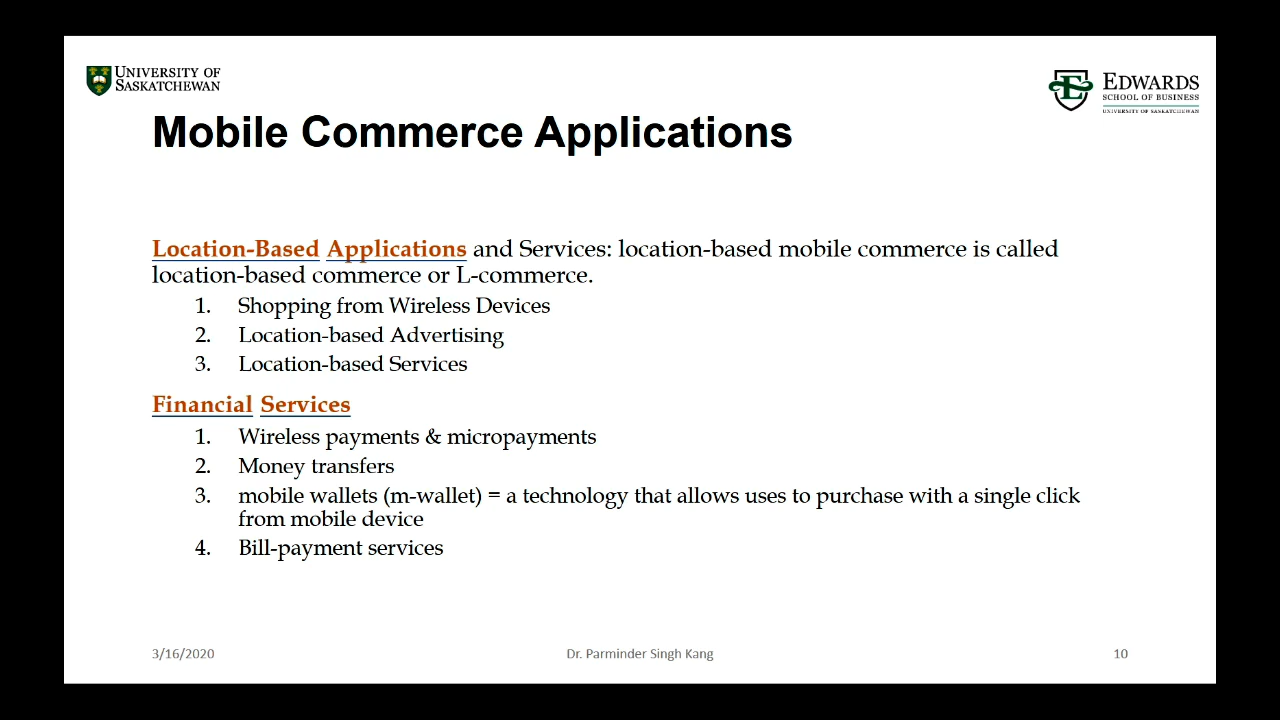 UNIVERSITY OF
SASKATCHEWAN
EDWARDS
SCHOOL OF BUSINESS
UNIVERSITY OF SASKATCHEWAN
Mobile Commerce Applications
Location-Based Applications and Services: location-based mobile commerce is called
location-based commerce or L-commerce.
1. Shopping from Wireless Devices
2. Location-based Advertising
3. Location-based Services
Financial Services
1. Wireless payments & micropayments
2. Money transfers
3. mobile wallets (m-wallet) = a technology that allows uses to purchase with a single click
from mobile device
4. Bill-payment services
3/16/2020
Dr. Parminder Singh Kang
10